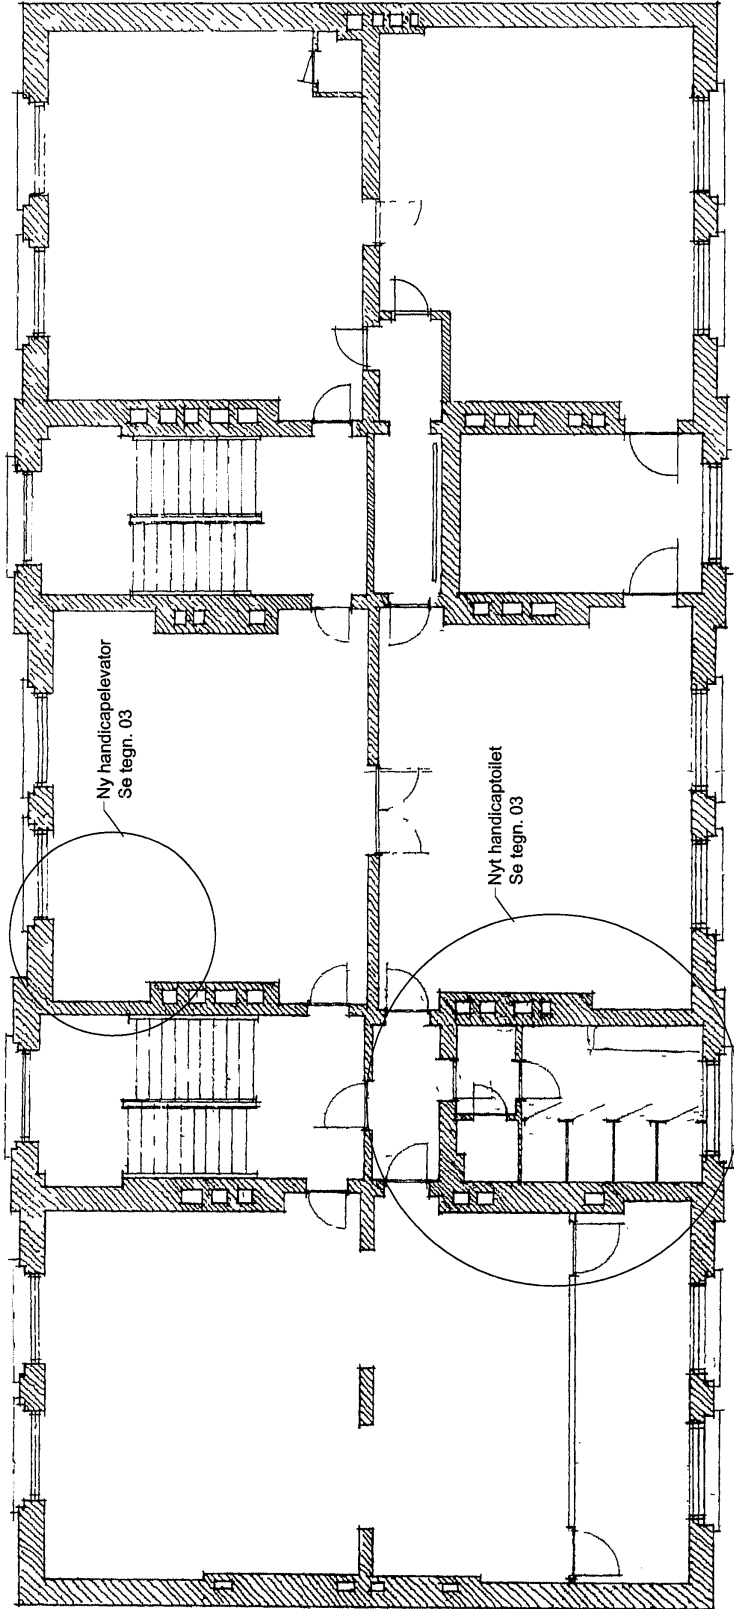 Ny handicapelevator
Se tegn. 03
Nyt handicaptoilet
Se tegn. 03